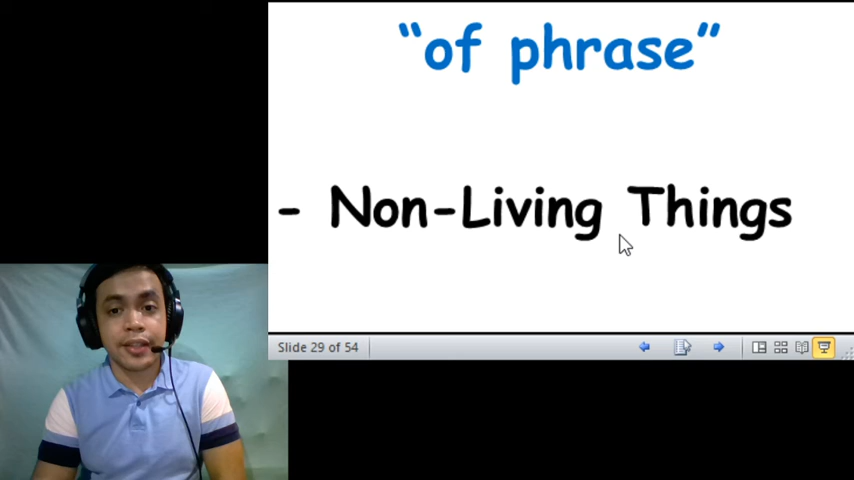 “of phrase”
- Non-Living Things
Slide 29 of 54